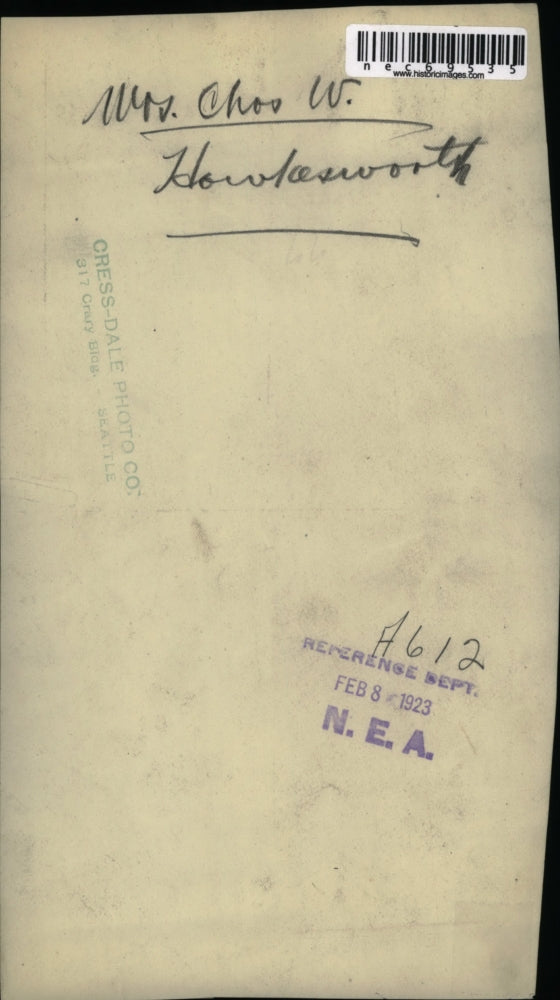 nec69535
www.historicimages.com
Mrs. Chas W.
Hawkesworth
CRESS-DALE PHOTO CO.
317 Crary Bldg. - SEATTLE
A612
REFERENCE DEPT.
FEB 8 - 1923
N. E. A.